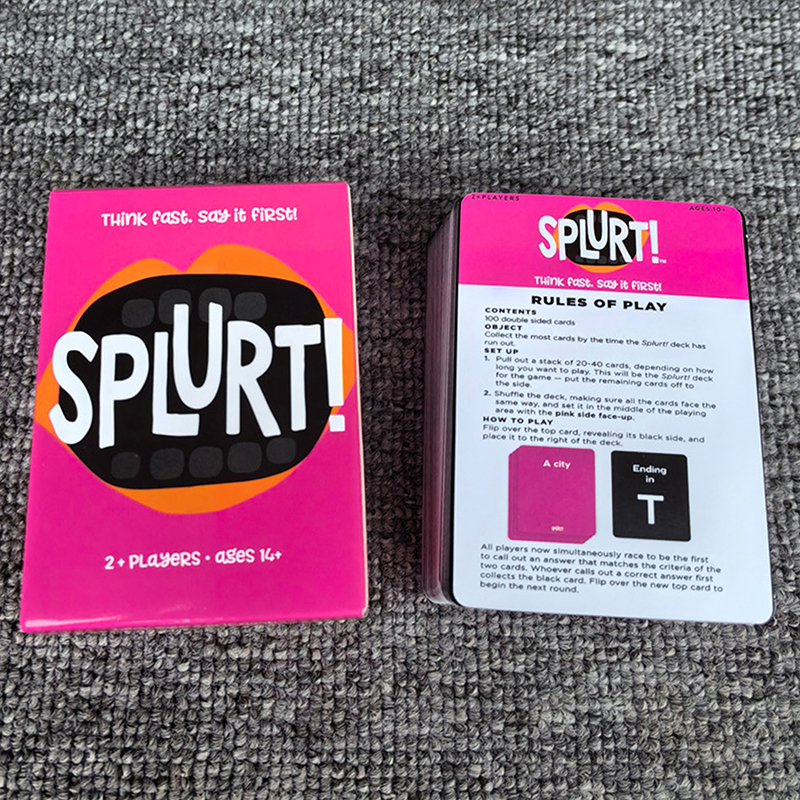 Think fast. Say it first!
SPLURT!
2+ PLAYERS • ages 14+
2+PLAYERS
AGES 10+
SPLURT!™
Think fast. Say it first!
RULES OF PLAY
CONTENTS
100 double sided cards
OBJECT
Collect the most cards by the time the Splurt! deck has
run out.
SET UP
1. Pull out a stack of 20-40 cards, depending on how
long you want to play. This will be the Splurt! deck
for the game — put the remaining cards off to
the side.
2. Shuffle the deck, making sure all the cards face the
same way, and set it in the middle of the playing
area with the pink side face-up.
HOW TO PLAY
Flip over the top card, revealing its black side, and
place it to the right of the deck.
A city
Ending
in
T
All players now simultaneously race to be the first
to call out an answer that matches the criteria of the
two cards. Whoever calls out a correct answer first
collects the black card. Flip over the new top card to
begin the next round.